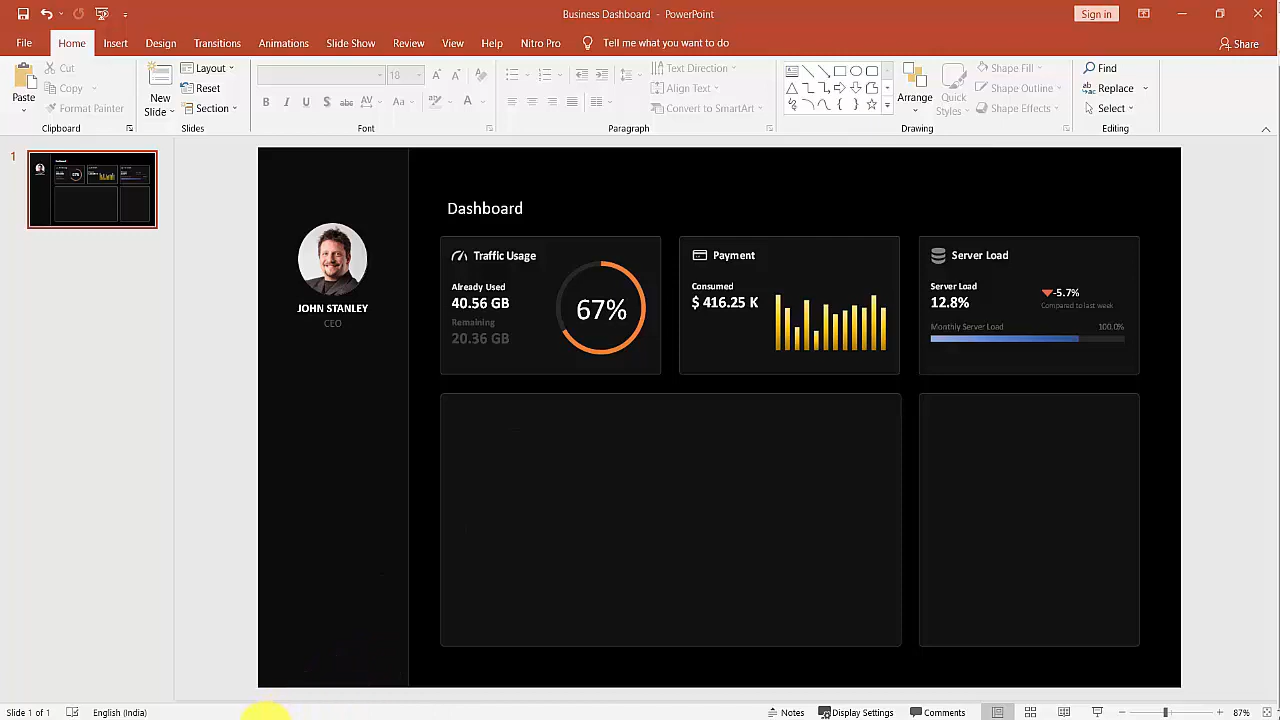 Business Dashboard - PowerPoint
Sign in
File Home Insert Design Transitions Animations Slide Show Review View Help Nitro Pro Tell me what you want to do Share
Paste
Cut
Copy
Format Painter
Clipboard
New Slide
Layout
Reset
Section
Slides
18
B I U S abc AV Aa A
Font
Text Direction
Align Text
Convert to SmartArt
Paragraph
Arrange
Quick Styles
Shape Fill
Shape Outline
Shape Effects
Drawing
Find
Replace
Select
Editing
1
JOHN STANLEY
CEO
Dashboard
Traffic Usage
Already Used
40.56 GB
Remaining
20.36 GB
67%
Payment
Consumed
$ 416.25 K
Server Load
Server Load
12.8%
-5.7%
Compared to last week
Monthly Server Load 100.0%
Slide 1 of 1 English (India) Notes Display Settings Comments 87%